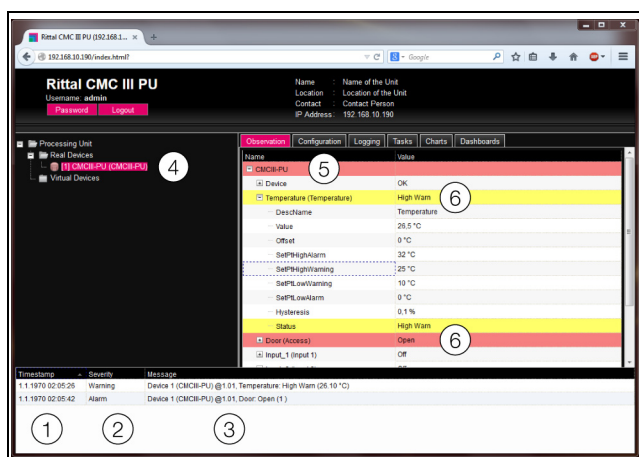 Rittal CMC III PU (192.168.1... × +
192.168.10.190/index.html?
Google
Rittal CMC III PU
Username: admin
Password Logout
Name : Name of the Unit
Location : Location of the Unit
Contact : Contact Person
IP Address : 192.168.10.190
Processing Unit
Real Devices
[1] CMCIII-PU (CMCIII-PU)
Virtual Devices
4
Observation Configuration Logging Tasks Charts Dashboards
Name Value
CMCIII-PU
5
Device OK
Temperature (Temperature) High Warn
6
DescName Temperature
Value 26,5 °C
Offset 0 °C
SetPtHighAlarm 32 °C
SetPtHighWarning 25 °C
SetPtLowWarning 10 °C
SetPtLowAlarm 0 °C
Hysteresis 0,1 %
Status High Warn
Door (Access) Open
6
Input_1 (Input 1) Off
Timestamp Severity Message
1.1.1970 02:05:26 Warning Device 1 (CMCIII-PU) @1.01, Temperature: High Warn (26.10 °C)
1.1.1970 02:05:42 Alarm Device 1 (CMCIII-PU) @1.01, Door: Open (1 )
1 2 3